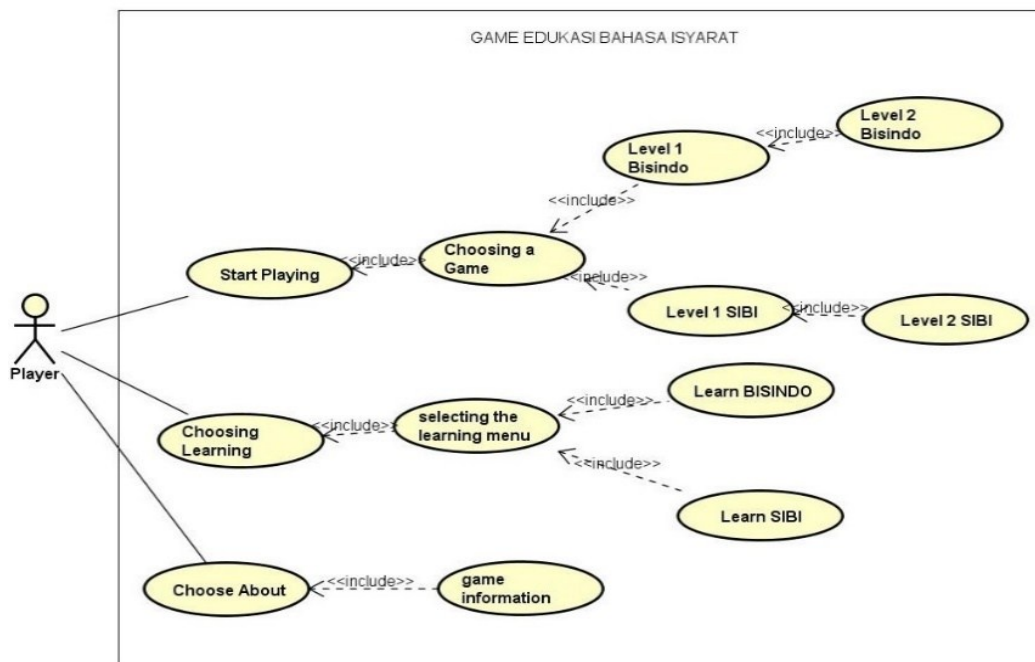 GAME EDUKASI BAHASA ISYARAT
Level 2
Bisindo
<<include>>
Level 1
Bisindo
<<include>>
Choosing a
Game
<<include>>
Start Playing
<<include>>
Level 1 SIBI
<<include>>
Level 2 SIBI
Player
Learn BISINDO
<<include>>
selecting the
learning menu
<<include>>
Choosing
Learning
<<include>>
Learn SIBI
Choose About
<<include>>
game
information